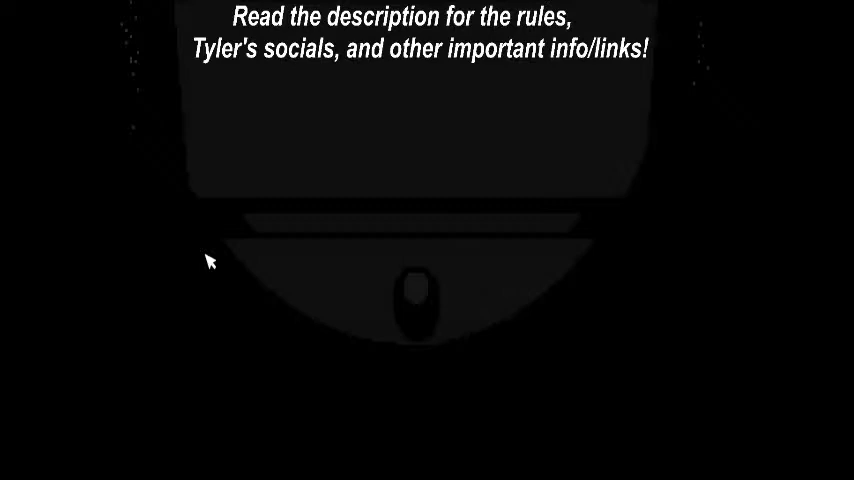 Read the description for the rules,
Tyler's socials, and other important info/links!